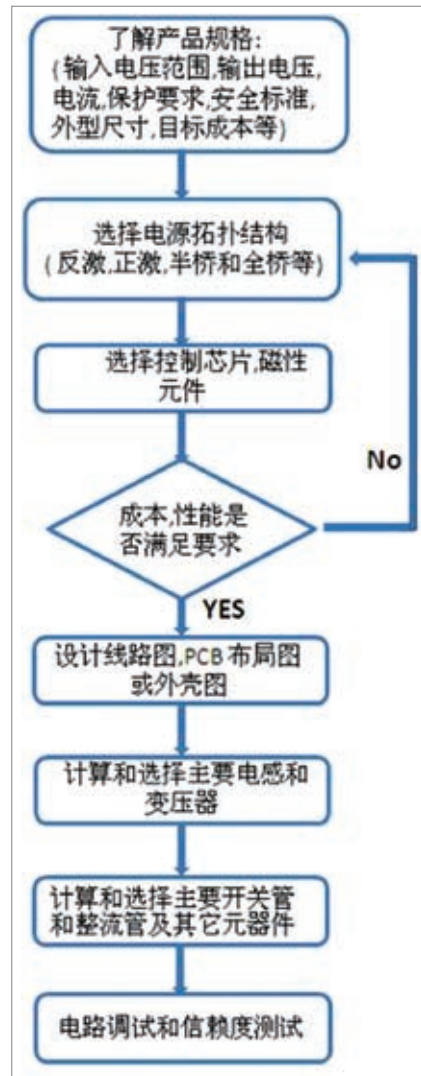 了解产品规格:
(输入电压范围,输出电压,
电流,保护要求,安全标准,
外型尺寸,目标成本等)
选择电源拓扑结构
(反激,正激,半桥和全桥等)
选择控制芯片,磁性
元件
No
成本,性能是
否满足要求
YES
设计线路图,PCB布局图
或外壳图
计算和选择主要电感和
变压器
计算和选择主要开关管
和整流管及其它元器件
电路调试和信赖度测试